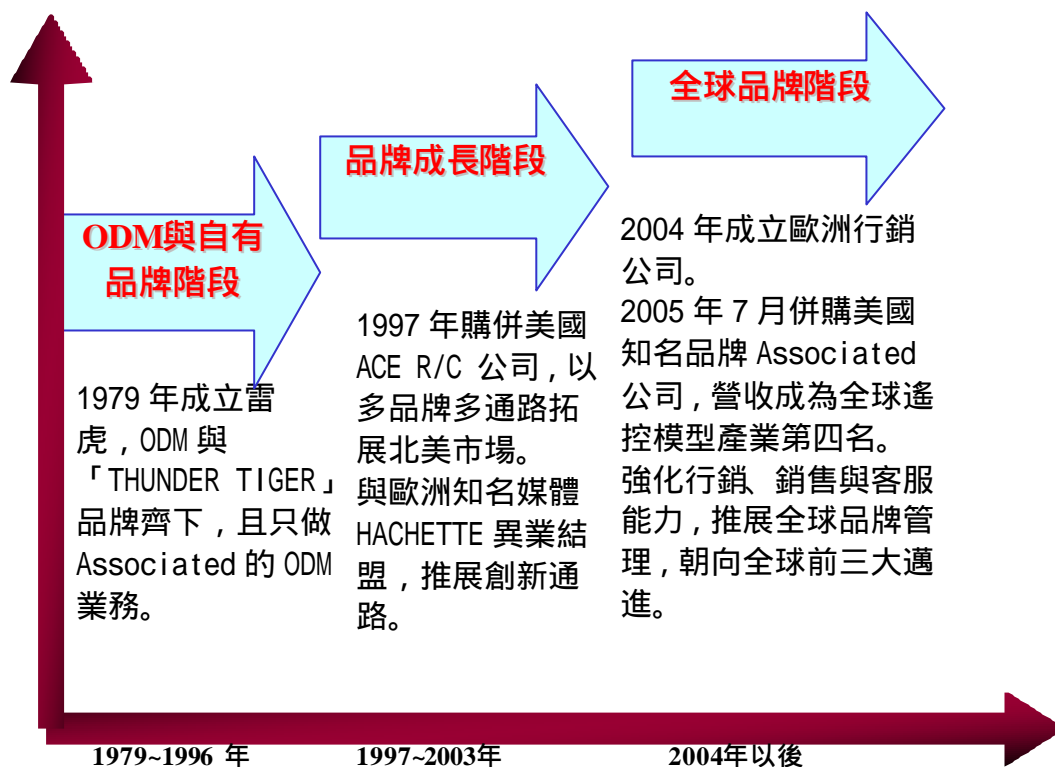 ODM與自有
品牌階段
1979 年成立雷
虎，ODM 與
「THUNDER TIGER」
品牌齊下，且只做
Associated 的 ODM
業務。
1979~1996 年
品牌成長階段
1997 年購併美國
ACE R/C 公司，以
多品牌多通路拓
展北美市場。
與歐洲知名媒體
HACHETTE 異業結
盟，推展創新通
路。
1997~2003年
全球品牌階段
2004 年成立歐洲行銷
公司。
2005 年 7 月併購美國
知名品牌 Associated
公司，營收成為全球遙
控模型產業第四名。
強化行銷、銷售與客服
能力，推展全球品牌管
理，朝向全球前三大邁
進。
2004年以後